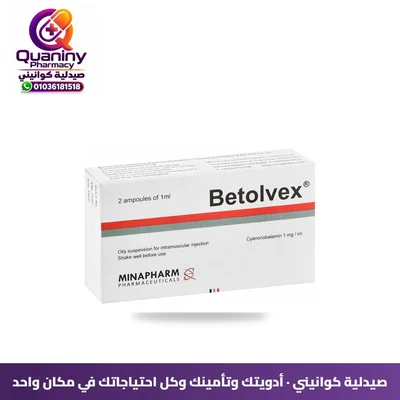 Quaniny
Pharmacy
صيدلية كوانيني
01036181518
2 ampoules of 1ml
Betolvex®
Oily suspension for intramuscular injection
Shake well before use
Cyanocobalamin 1 mg / ml
MINAPHARM
PHARMACEUTICALS
صيدلية كوانيني · أدويتك وتأمينك وكل احتياجاتك في مكان واحد